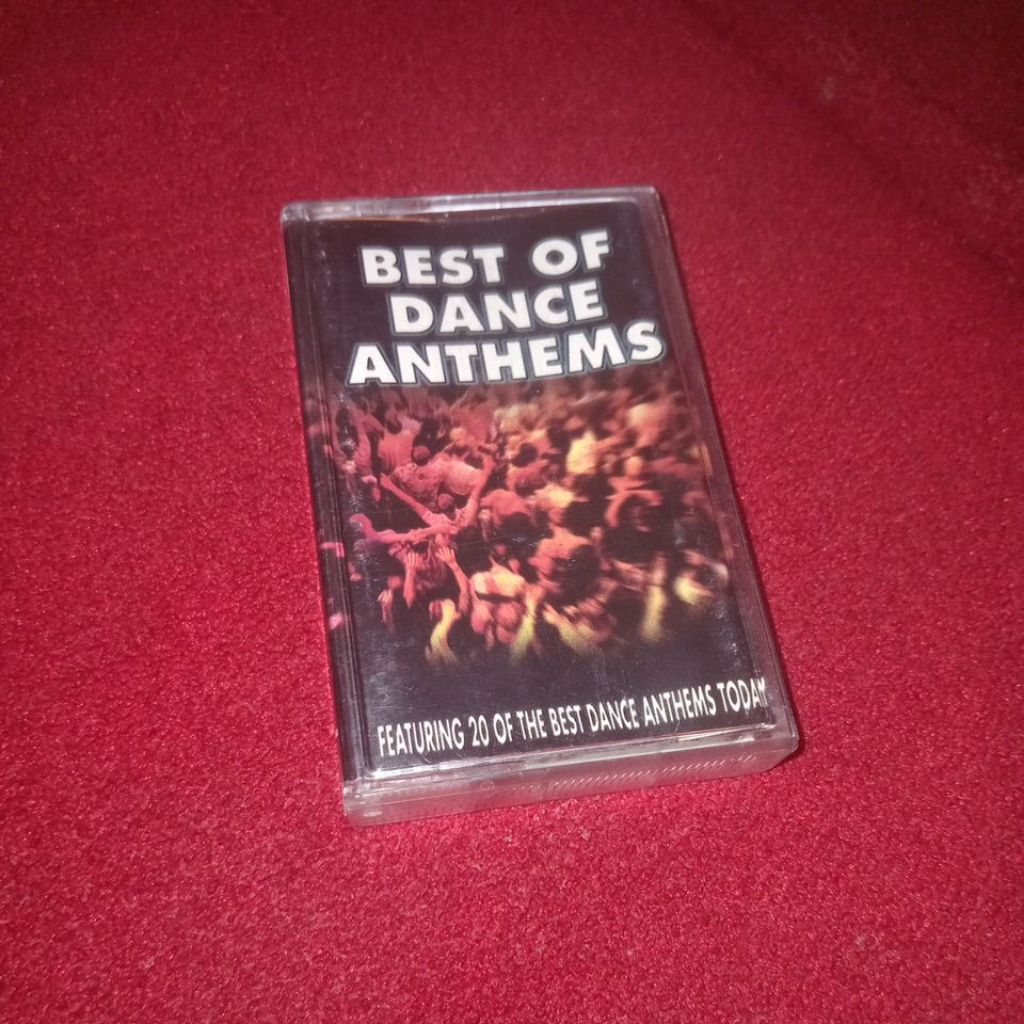 BEST OF
DANCE
ANTHEMS
FEATURING 20 OF THE BEST DANCE ANTHEMS TODAY